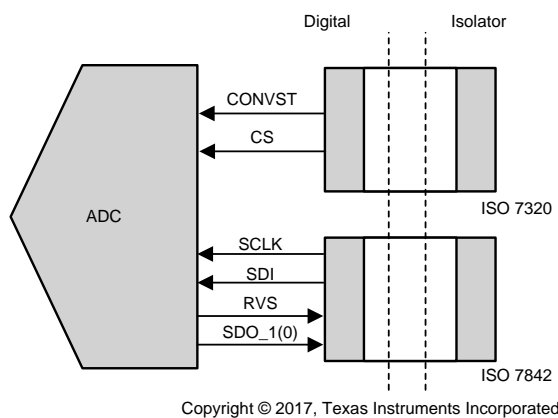 Digital Isolator
CONVST
CS
ISO 7320
ADC
SCLK
SDI
RVS
SDO_1(0)
ISO 7842
Copyright © 2017, Texas Instruments Incorporated